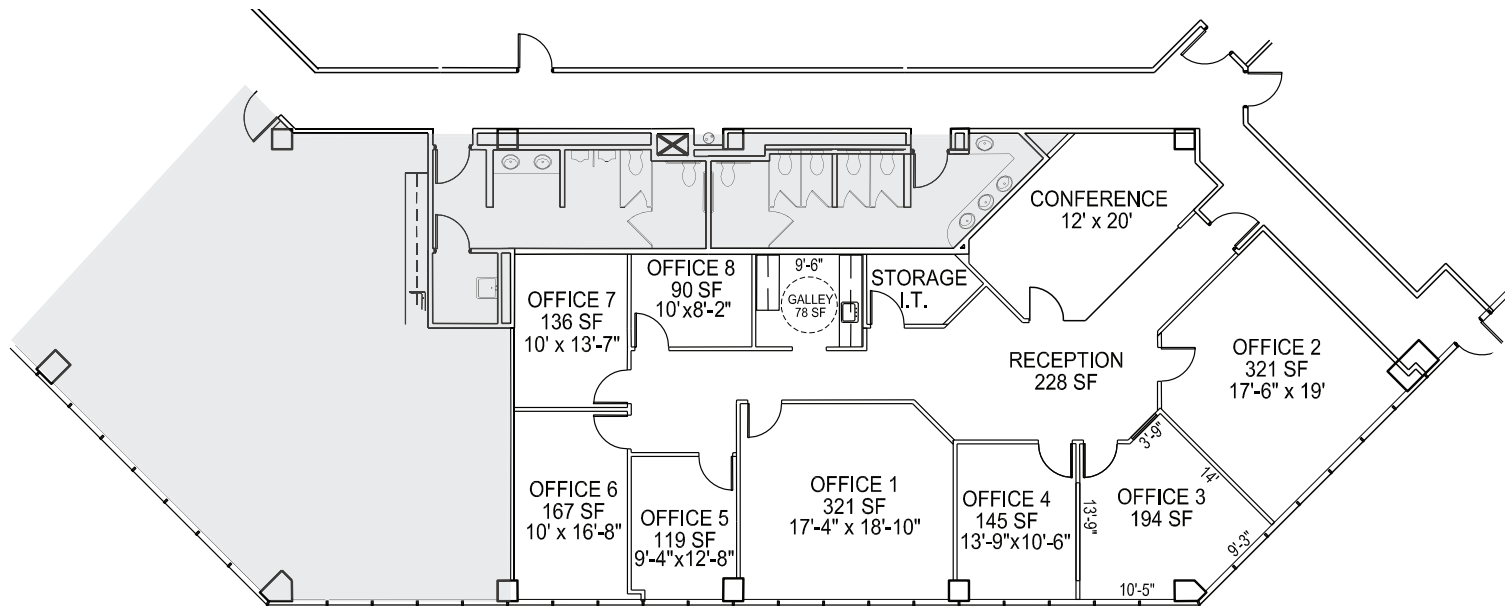 CONFERENCE
12' x 20'
OFFICE 8
90 SF
10'x8'-2"
9'-6"
GALLEY
78 SF
STORAGE
I.T.
OFFICE 7
136 SF
10' x 13'-7"
RECEPTION
228 SF
OFFICE 2
321 SF
17'-6" x 19'
OFFICE 6
167 SF
10' x 16'-8"
OFFICE 5
119 SF
9'-4"x12'-8"
OFFICE 1
321 SF
17'-4" x 18'-10"
OFFICE 4
145 SF
13'-9"x10'-6"
13'-9"
3'-9"
14'
OFFICE 3
194 SF
9'-3"
10'-5"